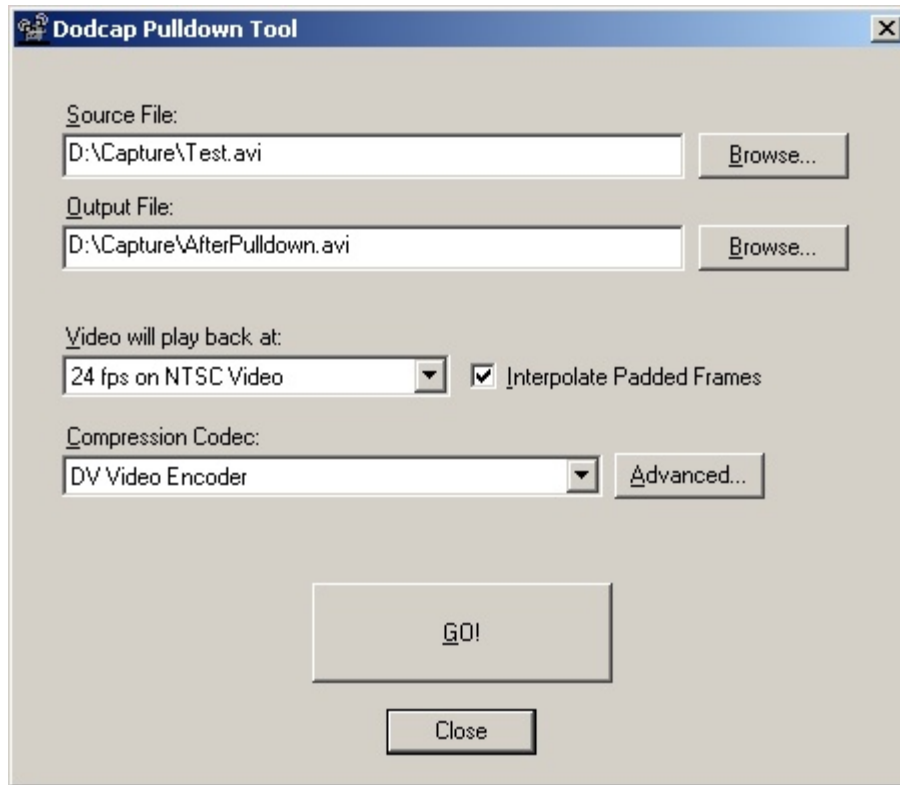 Dodcap Pulldown Tool
Source File:
D:\Capture\Test.avi
Browse...
Output File:
D:\Capture\AfterPulldown.avi
Browse...
Video will play back at:
24 fps on NTSC Video
Interpolate Padded Frames
Compression Codec:
DV Video Encoder
Advanced...
GO!
Close